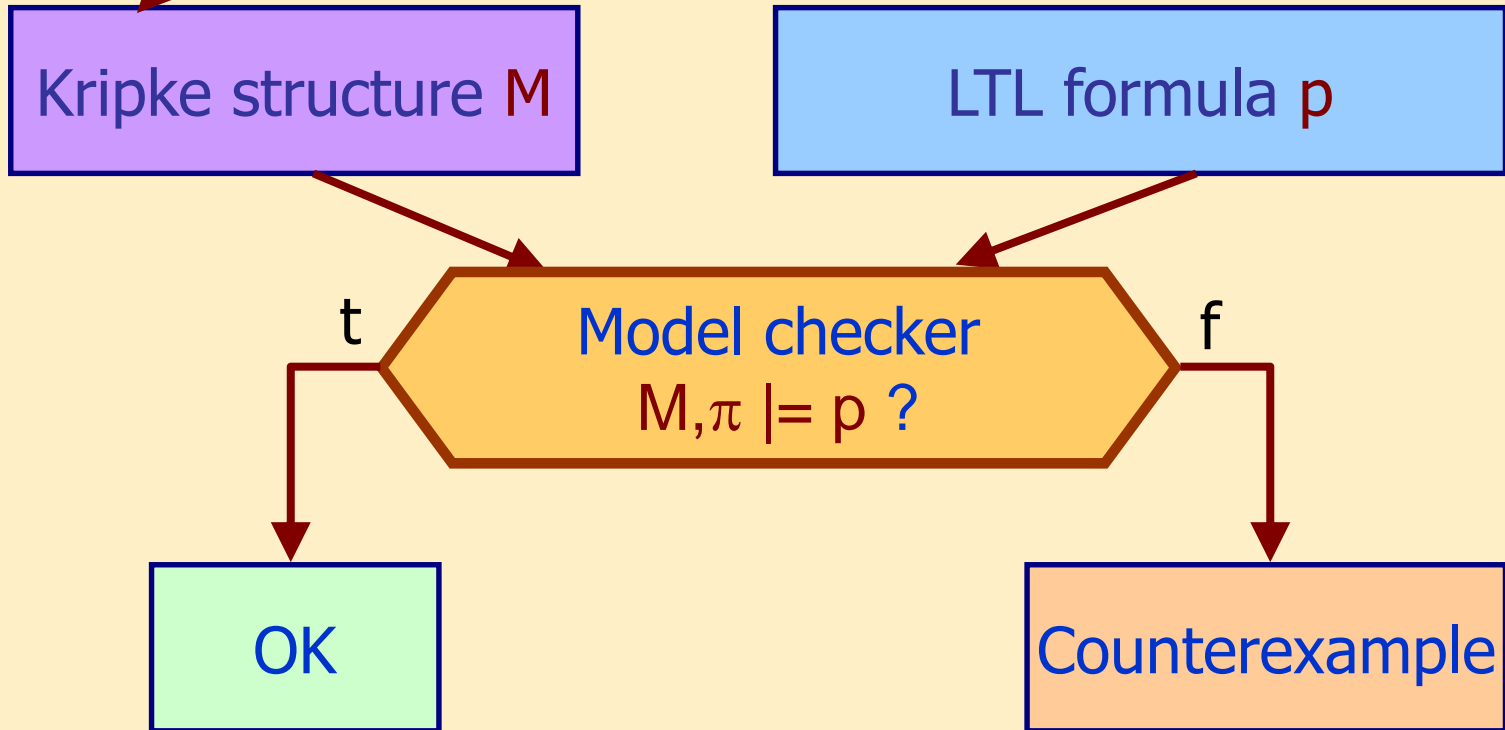 Kripke structure M
LTL formula p
t
f
Model checker
M,π |= p ?
OK
Counterexample